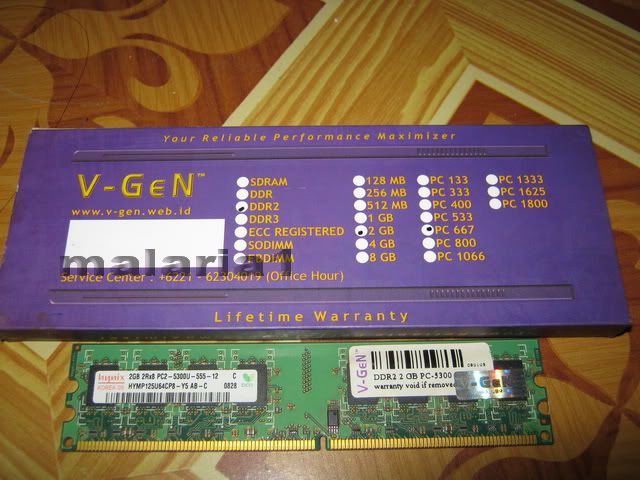 Your Reliable Performance Maximizer
V-GeN™
www.v-gen.web.id
SDRAM
DDR
DDR2
DDR3
ECC REGISTERED
SODIMM
128 MB
256 MB
512 MB
1 GB
2 GB
4 GB
8 GB
PC 133
PC 333
PC 400
PC 533
PC 667
PC 800
PC 1066
PC 1333
PC 1625
PC 1800
malaria1
Service Center : +6221 - 62304019 (Office Hour)
Lifetime Warranty
hynix
KOREA 05
2GB 2Rx8 PC2-5300U-555-12 C
HYMP125U64CP8-Y5 AB-C 0828
V-GeN
DDR2 2 GB PC-5300
warranty void if removed
V-GeN